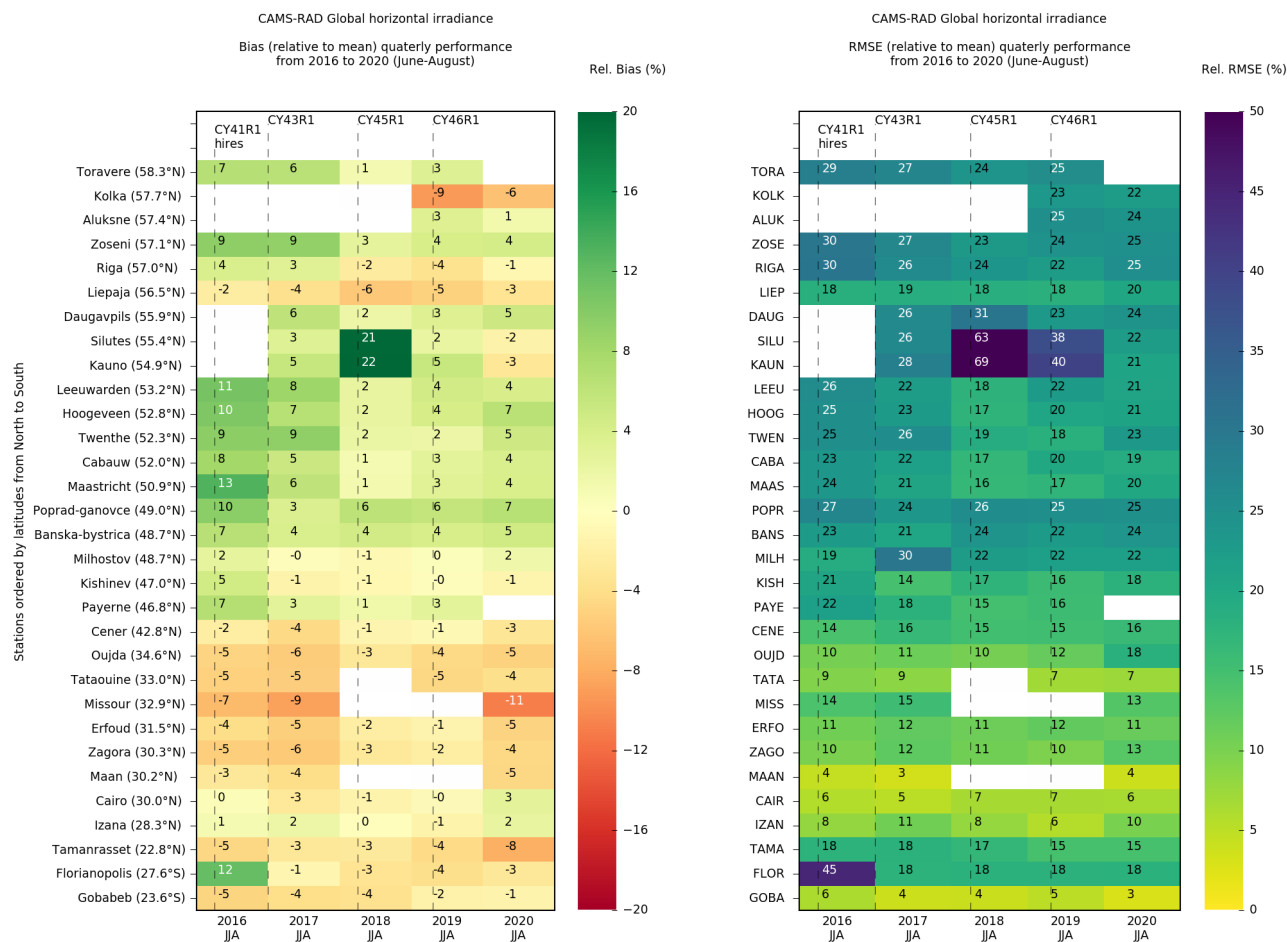 CAMS-RAD Global horizontal irradiance
Bias (relative to mean) quaterly performance
from 2016 to 2020 (June-August)
Rel. Bias (%)
CY41R1
hires
CY43R1
CY45R1
CY46R1
Stations ordered by latitudes from North to South
Toravere (58.3°N) 7 6 1 3
Kolka (57.7°N) -9 -6
Aluksne (57.4°N) 3 1
Zoseni (57.1°N) 9 9 3 4 4
Riga (57.0°N) 4 3 -2 -4 -1
Liepaja (56.5°N) -2 -4 -6 -5 -3
Daugavpils (55.9°N) 6 2 3 5
Silutes (55.4°N) 3 21 2 -2
Kauno (54.9°N) 5 22 5 -3
Leeuwarden (53.2°N) 11 8 2 4 4
Hoogeveen (52.8°N) 10 7 2 4 7
Twenthe (52.3°N) 9 9 2 2 5
Cabauw (52.0°N) 8 5 1 3 4
Maastricht (50.9°N) 13 6 1 3 4
Poprad-ganovce (49.0°N) 10 3 6 6 7
Banska-bystrica (48.7°N) 7 4 4 4 5
Milhostov (48.7°N) 2 -0 -1 0 2
Kishinev (47.0°N) 5 -1 -1 -0 -1
Payerne (46.8°N) 7 3 1 3
Cener (42.8°N) -2 -4 -1 -1 -3
Oujda (34.6°N) -5 -6 -3 -4 -5
Tataouine (33.0°N) -5 -5 -5 -4
Missour (32.9°N) -7 -9 -11
Erfoud (31.5°N) -4 -5 -2 -1 -5
Zagora (30.3°N) -5 -6 -3 -2 -4
Maan (30.2°N) -3 -4 -5
Cairo (30.0°N) 0 -3 -1 -0 3
Izana (28.3°N) 1 2 0 -1 2
Tamanrasset (22.8°N) -5 -3 -3 -4 -8
Florianopolis (27.6°S) 12 -1 -3 -4 -3
Gobabeb (23.6°S) -5 -4 -4 -2 -1
2016 2017 2018 2019 2020
JJA JJA JJA JJA JJA
20
16
12
8
4
0
−4
−8
−12
−16
−20
CAMS-RAD Global horizontal irradiance
RMSE (relative to mean) quaterly performance
from 2016 to 2020 (June-August)
Rel. RMSE (%)
CY41R1
hires
CY43R1
CY45R1
CY46R1
TORA 29 27 24 25
KOLK 23 22
ALUK 25 24
ZOSE 30 27 23 24 25
RIGA 30 26 24 22 25
LIEP 18 19 18 18 20
DAUG 26 31 23 24
SILU 26 63 38 22
KAUN 28 69 40 21
LEEU 26 22 18 22 21
HOOG 25 23 17 20 21
TWEN 25 26 19 18 23
CABA 23 22 17 20 19
MAAS 24 21 16 17 20
POPR 27 24 26 25 25
BANS 23 21 24 22 24
MILH 19 30 22 22 22
KISH 21 14 17 16 18
PAYE 22 18 15 16
CENE 14 16 15 15 16
OUJD 10 11 10 12 18
TATA 9 9 7 7
MISS 14 15 13
ERFO 11 12 11 12 11
ZAGO 10 12 11 10 13
MAAN 4 3 4
CAIR 6 5 7 7 6
IZAN 8 11 8 6 10
TAMA 18 18 17 15 15
FLOR 45 18 18 18 18
GOBA 6 4 4 5 3
2016 2017 2018 2019 2020
JJA JJA JJA JJA JJA
50
45
40
35
30
25
20
15
10
5
0